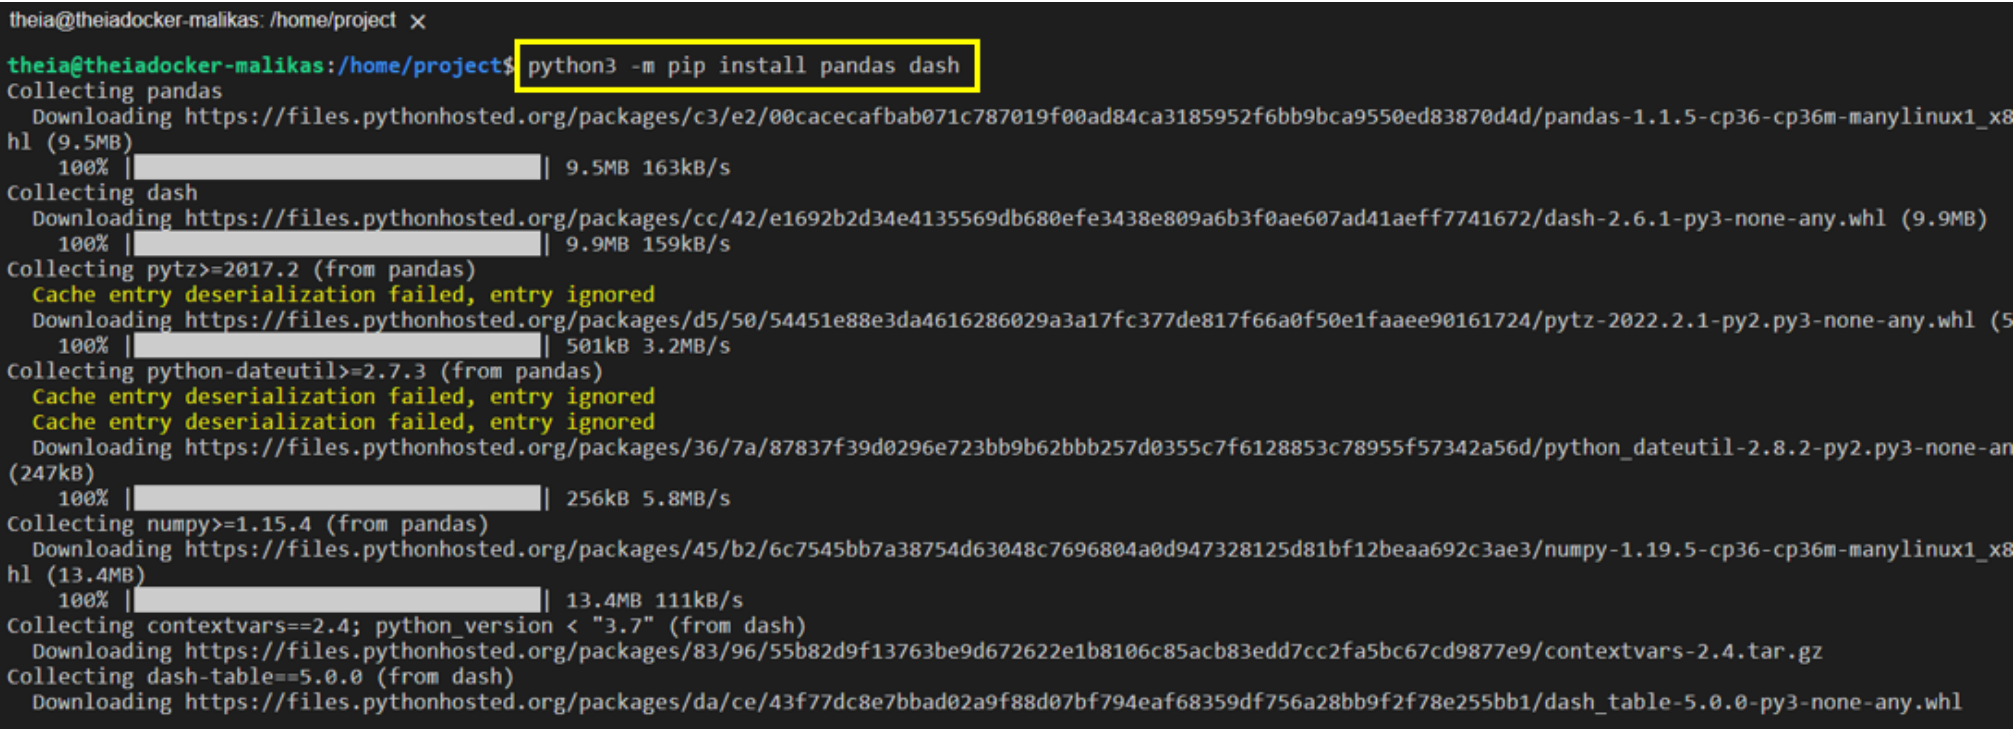 theia@theiadocker-malikas: /home/project ×
theia@theiadocker-malikas:/home/project$ python3 -m pip install pandas dash
Collecting pandas
  Downloading https://files.pythonhosted.org/packages/c3/e2/00cacecafbab071c787019f00ad84ca3185952f6bb9bca9550ed83870d4d/pandas-1.1.5-cp36-cp36m-manylinux1_x8
hl (9.5MB)
    100% || 9.5MB 163kB/s
Collecting dash
  Downloading https://files.pythonhosted.org/packages/cc/42/e1692b2d34e4135569db680efe3438e809a6b3f0ae607ad41aeff7741672/dash-2.6.1-py3-none-any.whl (9.9MB)
    100% || 9.9MB 159kB/s
Collecting pytz>=2017.2 (from pandas)
  Cache entry deserialization failed, entry ignored
  Downloading https://files.pythonhosted.org/packages/d5/50/54451e88e3da4616286029a3a17fc377de817f66a0f50e1faaee90161724/pytz-2022.2.1-py2.py3-none-any.whl (5
    100% || 501kB 3.2MB/s
Collecting python-dateutil>=2.7.3 (from pandas)
  Cache entry deserialization failed, entry ignored
  Cache entry deserialization failed, entry ignored
  Downloading https://files.pythonhosted.org/packages/36/7a/87837f39d0296e723bb9b62bbb257d0355c7f6128853c78955f57342a56d/python_dateutil-2.8.2-py2.py3-none-an
(247kB)
    100% || 256kB 5.8MB/s
Collecting numpy>=1.15.4 (from pandas)
  Downloading https://files.pythonhosted.org/packages/45/b2/6c7545bb7a38754d63048c7696804a0d947328125d81bf12beaa692c3ae3/numpy-1.19.5-cp36-cp36m-manylinux1_x8
hl (13.4MB)
    100% || 13.4MB 111kB/s
Collecting contextvars==2.4; python_version < "3.7" (from dash)
  Downloading https://files.pythonhosted.org/packages/83/96/55b82d9f13763be9d672622e1b8106c85acb83edd7cc2fa5bc67cd9877e9/contextvars-2.4.tar.gz
Collecting dash-table==5.0.0 (from dash)
  Downloading https://files.pythonhosted.org/packages/da/ce/43f77dc8e7bbad02a9f88d07bf794eaf68359df756a28bb9f2f78e255bb1/dash_table-5.0.0-py3-none-any.whl